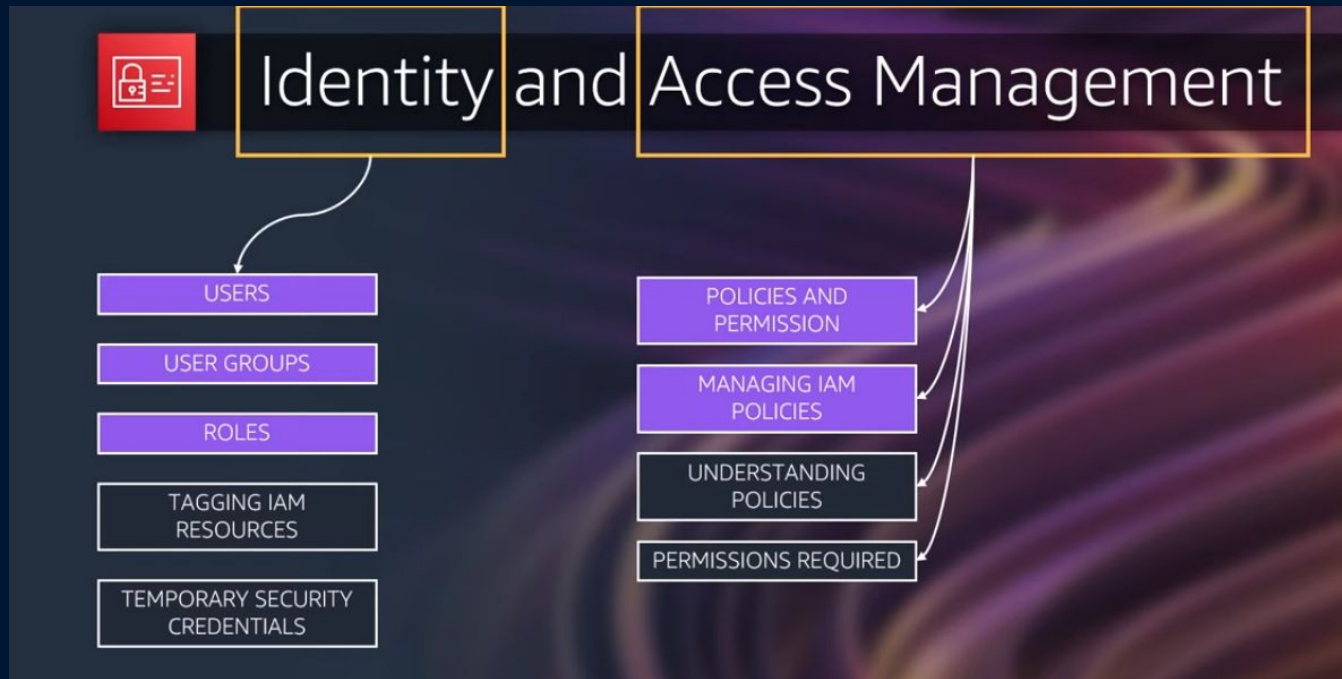 Identity and Access Management
USERS
USER GROUPS
ROLES
TAGGING IAM
RESOURCES
TEMPORARY SECURITY
CREDENTIALS
POLICIES AND
PERMISSION
MANAGING IAM
POLICIES
UNDERSTANDING
POLICIES
PERMISSIONS REQUIRED